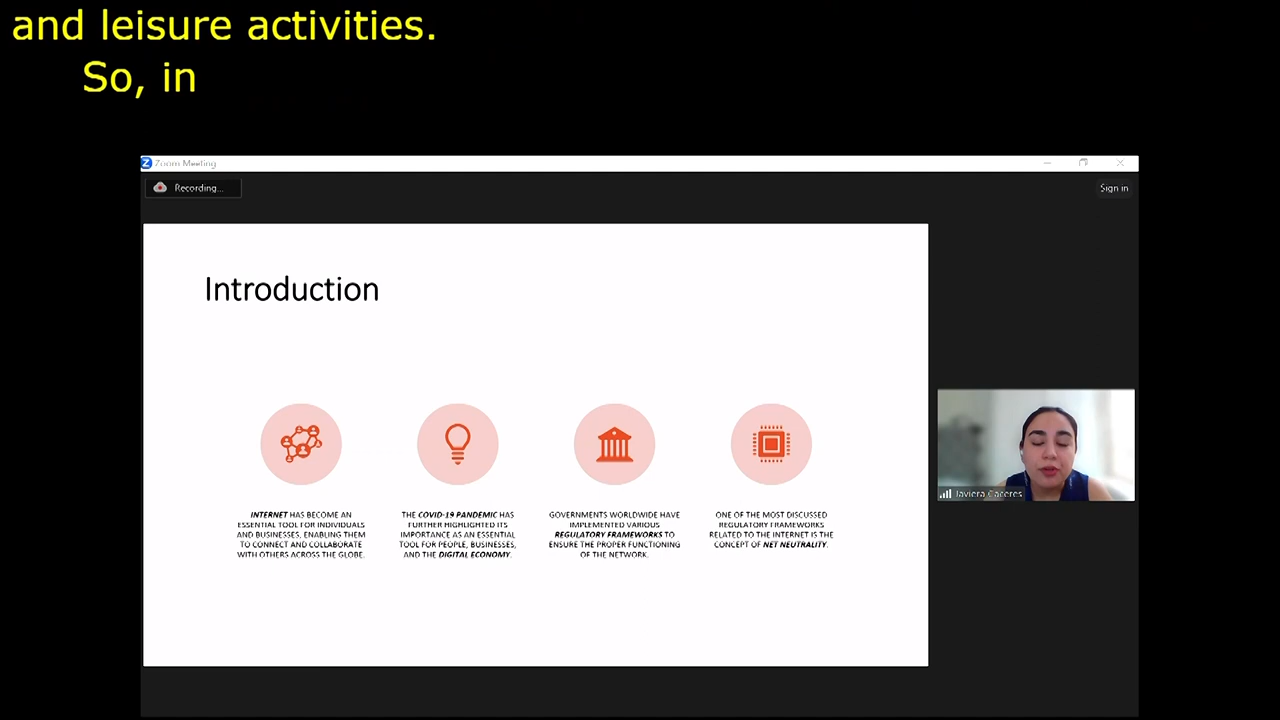 and leisure activities.
So, in
Zoom Meeting
Recording...
Sign in
Introduction
INTERNET HAS BECOME AN
ESSENTIAL TOOL FOR INDIVIDUALS
AND BUSINESSES, ENABLING THEM
TO CONNECT AND COLLABORATE
WITH OTHERS ACROSS THE GLOBE.
THE COVID-19 PANDEMIC HAS
FURTHER HIGHLIGHTED ITS
IMPORTANCE AS AN ESSENTIAL
TOOL FOR PEOPLE, BUSINESSES,
AND THE DIGITAL ECONOMY.
GOVERNMENTS WORLDWIDE HAVE
IMPLEMENTED VARIOUS
REGULATORY FRAMEWORKS TO
ENSURE THE PROPER FUNCTIONING
OF THE NETWORK.
ONE OF THE MOST DISCUSSED
REGULATORY FRAMEWORKS
RELATED TO THE INTERNET IS THE
CONCEPT OF NET NEUTRALITY.
Javiera Caceres